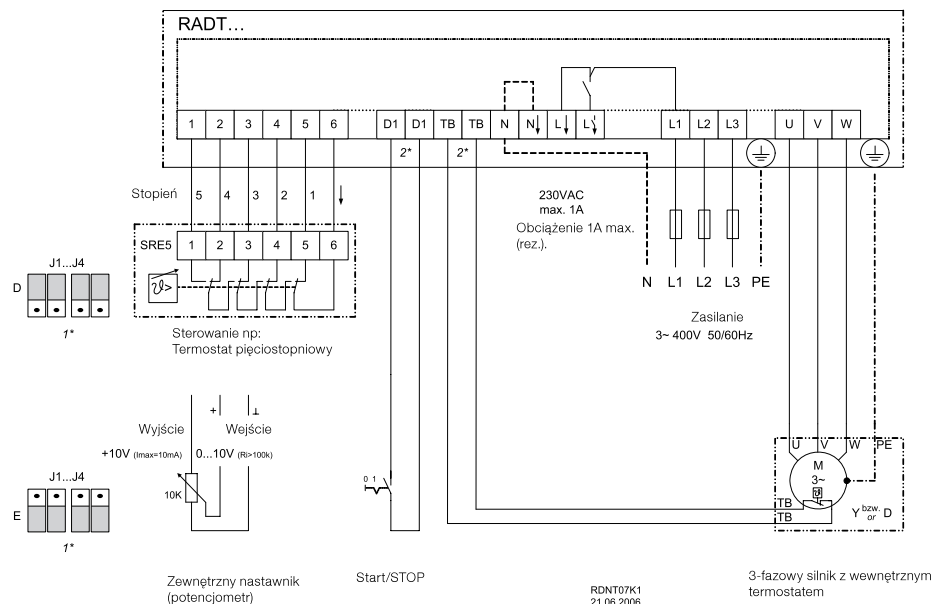 RADT...
1 2 3 4 5 6 D1 D1 TB TB N N L L L1 L2 L3 U V W
2* 2*
Stopień 5 4 3 2 1
230VAC
max. 1A
Obciążenie 1A max.
(rez.).
SRE5 1 2 3 4 5 6
J1...J4
D
ϑ>
1*
N L1 L2 L3 PE
Sterowanie np:
Termostat pięciostopniowy
Zasilanie
3~ 400V 50/60Hz
+ ⊥
Wyjście Wejście
+10V (Imax=10mA) 0...10V (Ri>100k)
U V W PE
J1...J4
M
3~
ϑ
0 1
10K
E
TB
TB
Y bzw. or D
1*
Zewnętrzny nastawnik
(potencjometr)
Start/STOP
RDNT07K1
21.06.2006
3-fazowy silnik z wewnętrznym
termostatem